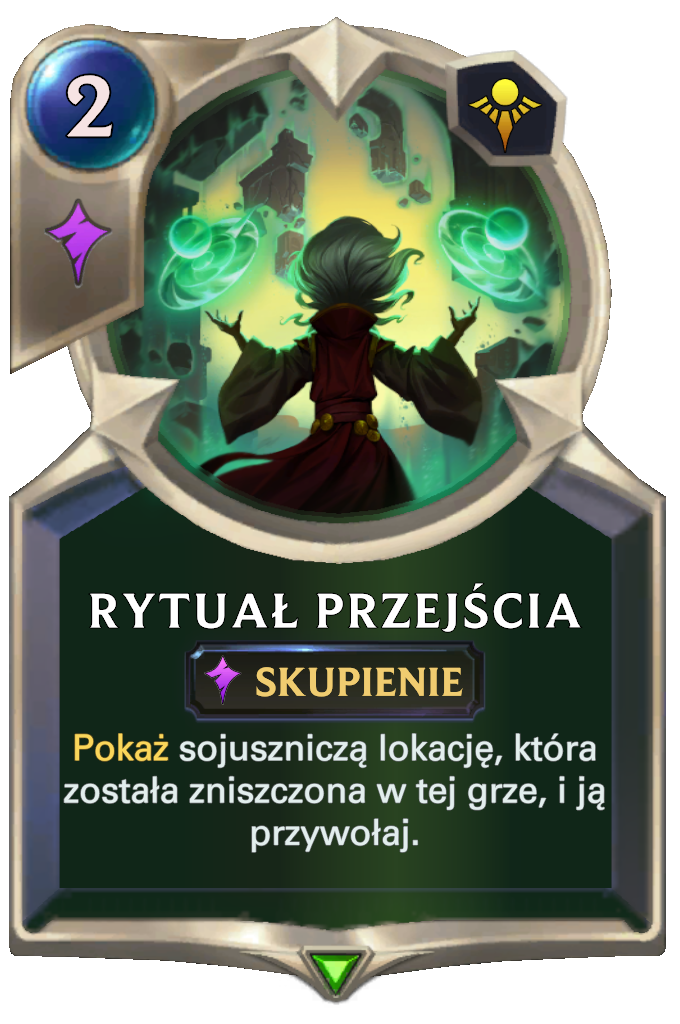 2
RYTUAŁ PRZEJŚCIA
SKUPIENIE
Pokaż sojuszniczą lokację, która
została zniszczona w tej grze, i ją
przywołaj.